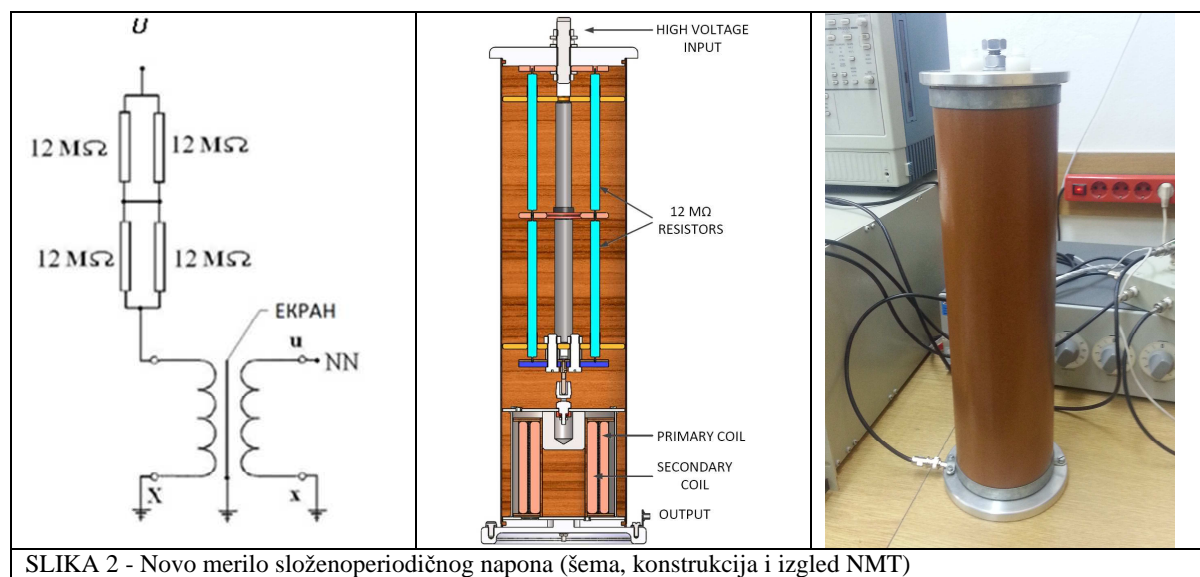 U
12 MΩ 12 MΩ
12 MΩ 12 MΩ
ЕКРАН
u
NN
X
x
HIGH VOLTAGE
INPUT
12 MΩ
RESISTORS
PRIMARY COIL
SECONDARY
COIL
OUTPUT
SLIKA 2 - Novo merilo složenoperiodičnog napona (šema, konstrukcija i izgled NMT)